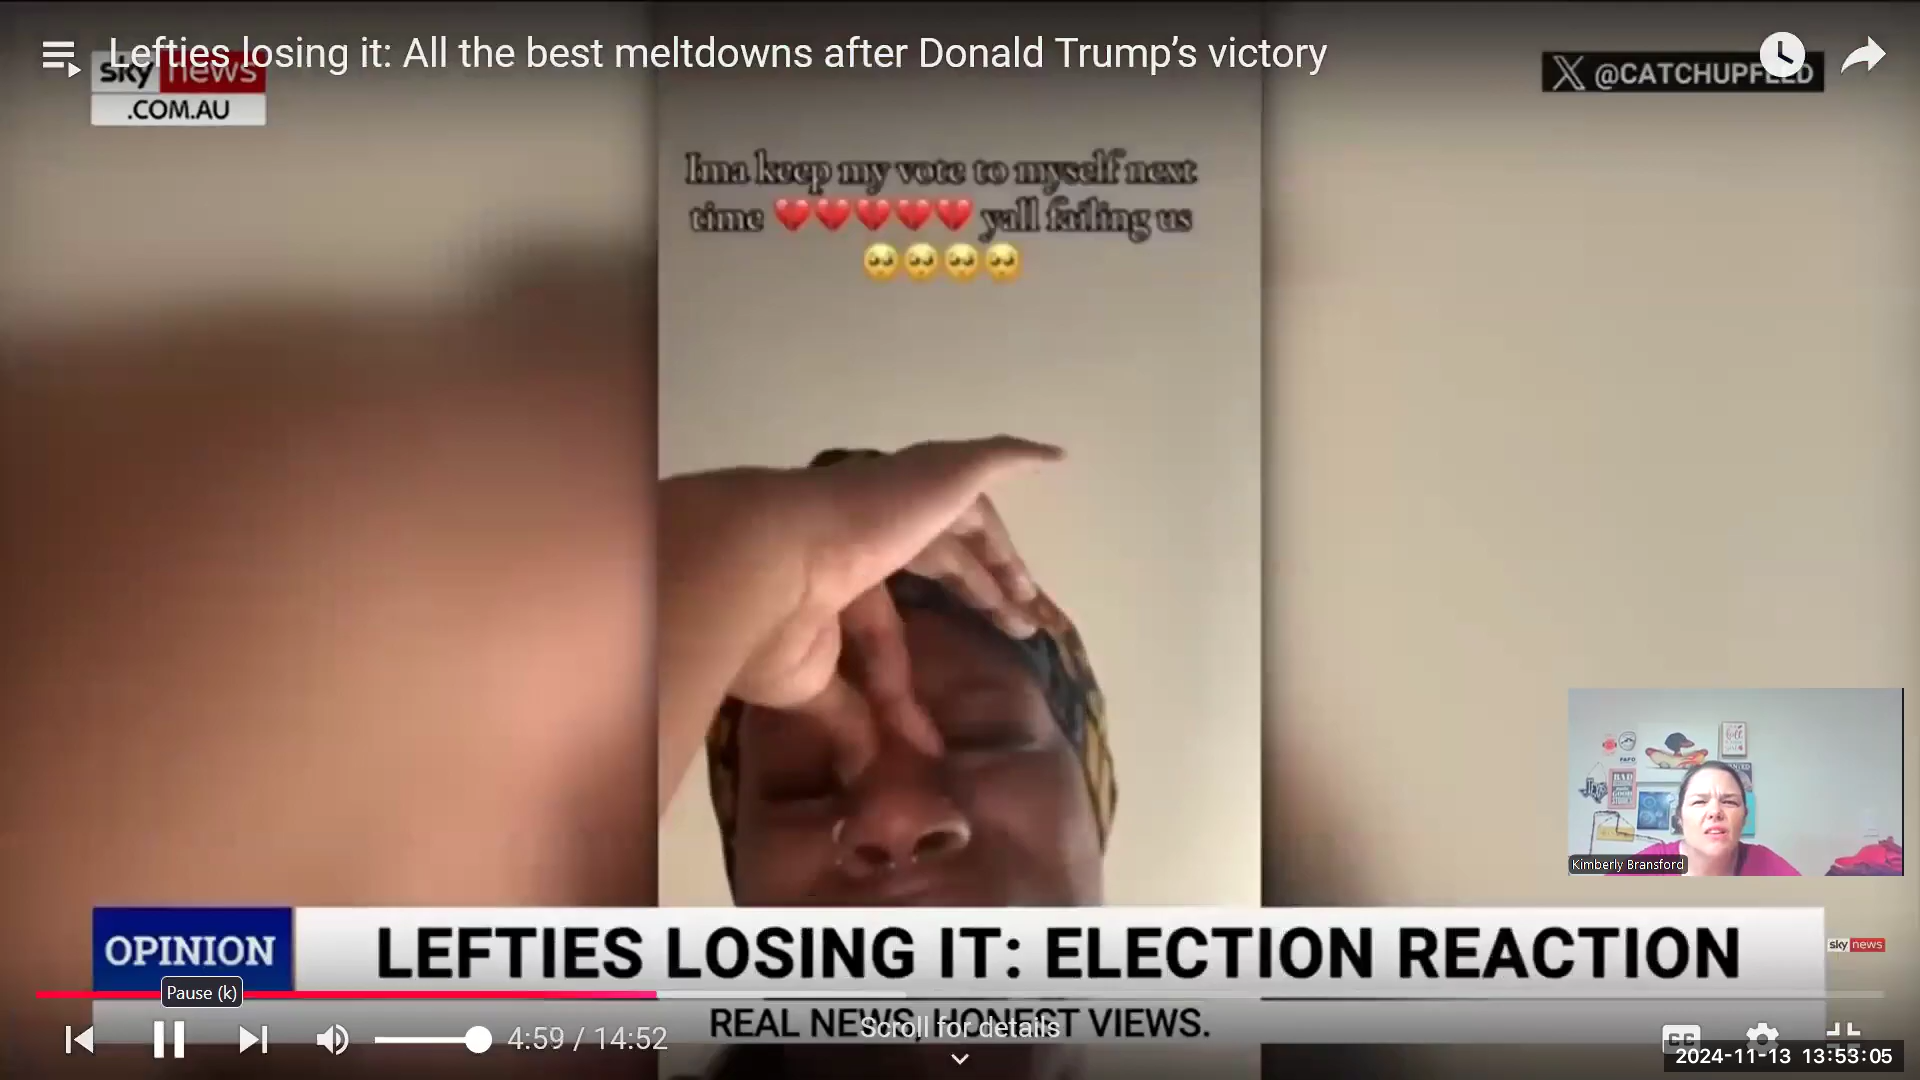 Lefties losing it: All the best meltdowns after Donald Trump's victory
sky news
.COM.AU
X @CATCHUPFEED
Ima keep my vote to myself next
time 💔💔💔💔💔 yall failing us
🥺🥺🥺🥺
Kimberly Bransford
OPINION
LEFTIES LOSING IT: ELECTION REACTION
sky news
Pause (k)
REAL NEWS, HONEST VIEWS.
Scroll for details
4:59 / 14:52
CC
2024-11-13 13:53:05